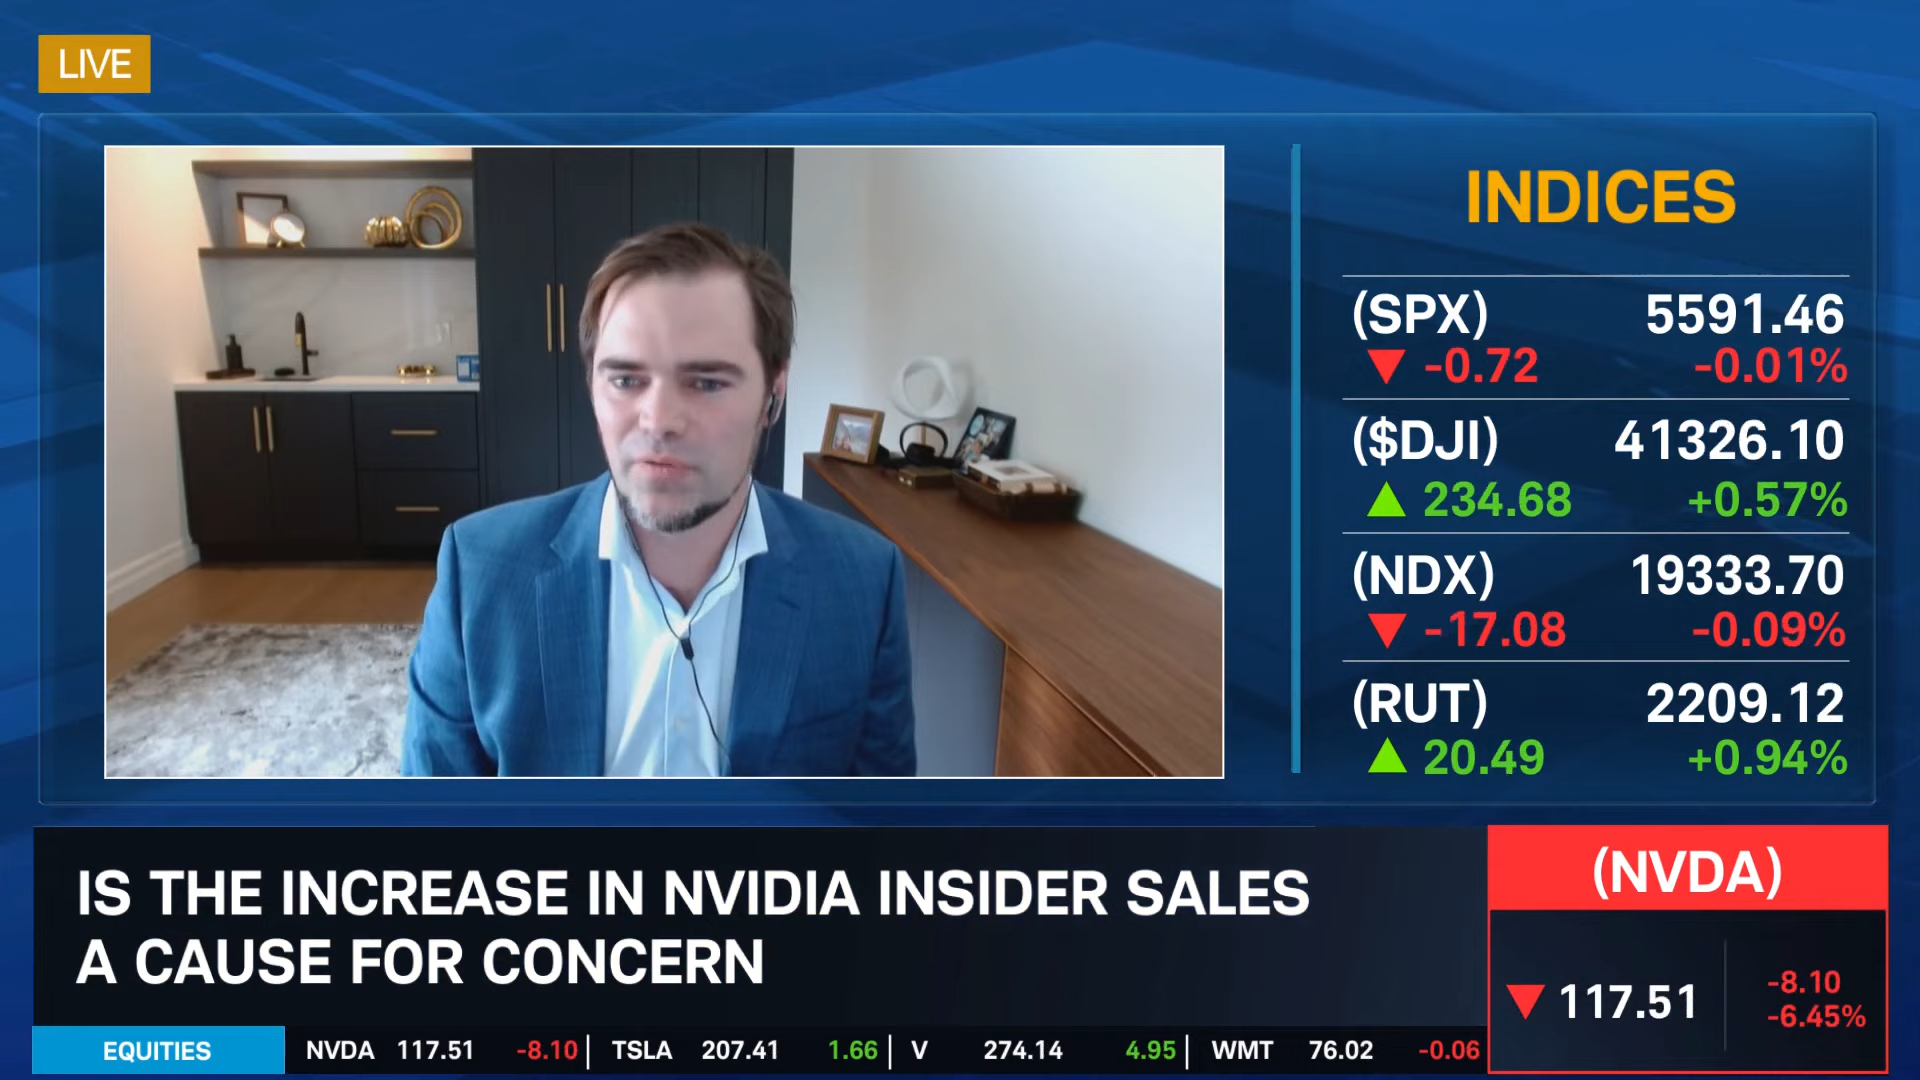 LIVE
INDICES
(SPX) 5591.46
▼ -0.72 -0.01%
($DJI) 41326.10
▲ 234.68 +0.57%
(NDX) 19333.70
▼ -17.08 -0.09%
(RUT) 2209.12
▲ 20.49 +0.94%
IS THE INCREASE IN NVIDIA INSIDER SALES
A CAUSE FOR CONCERN
(NVDA)
▼ 117.51
-8.10
-6.45%
EQUITIES NVDA 117.51 -8.10 | TSLA 207.41 1.66 | V 274.14 4.95 | WMT 76.02 -0.06